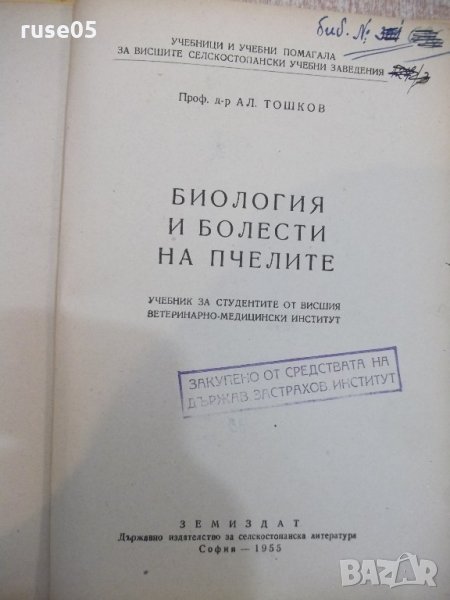 ruse05
биб. №
УЧЕБНИЦИ И УЧЕБНИ ПОМАГАЛА
ЗА ВИСШИТЕ СЕЛСКОСТОПАНСКИ УЧЕБНИ ЗАВЕДЕНИЯ
Проф. д-р АЛ. ТОШКОВ
БИОЛОГИЯ
И БОЛЕСТИ
НА ПЧЕЛИТЕ
УЧЕБНИК ЗА СТУДЕНТИТЕ ОТ ВИСШИЯ
ВЕТЕРИНАРНО-МЕДИЦИНСКИ ИНСТИТУТ
ЗАКУПЕНО ОТ СРЕДСТВАТА НА
ДЪРЖАВ. ЗАСТРАХОВ. ИНСТИТУТ
ЗЕМИЗДАТ
Държавно издателство за селскостопанска литература
София — 1955
BAZAR